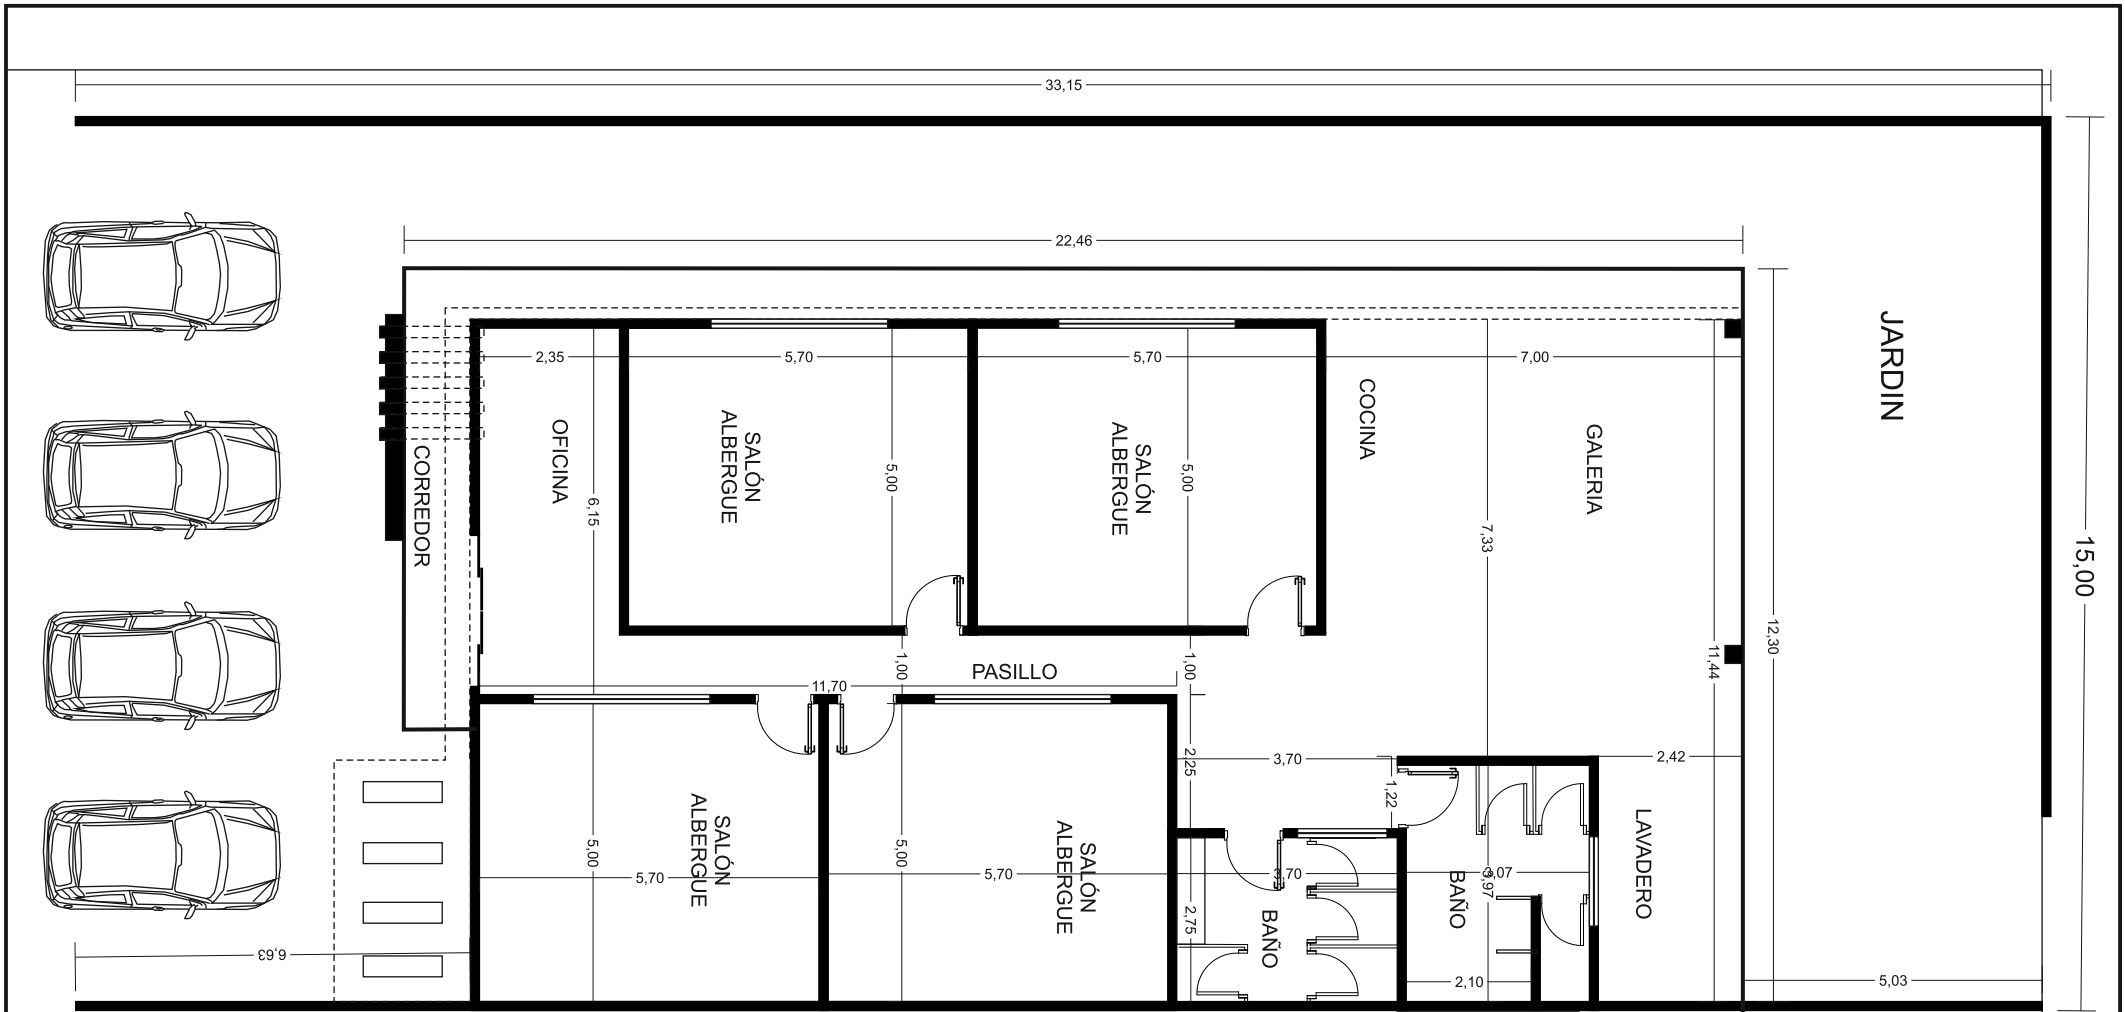 33,15
22,46
2,35
5,70
5,70
7,00
JARDIN
COCINA
GALERIA
OFICINA
SALÓN
ALBERGUE
SALÓN
ALBERGUE
CORREDOR
5,00
5,00
6,15
7,33
15,00
12,30
11,44
1,00
PASILLO
1,00
11,70
2,25
3,70
1,22
2,42
SALÓN
ALBERGUE
SALÓN
ALBERGUE
LAVADERO
5,00
5,00
5,70
5,70
3,70
3,07
3,97
BAÑO
BAÑO
2,75
6,63
2,10
5,03